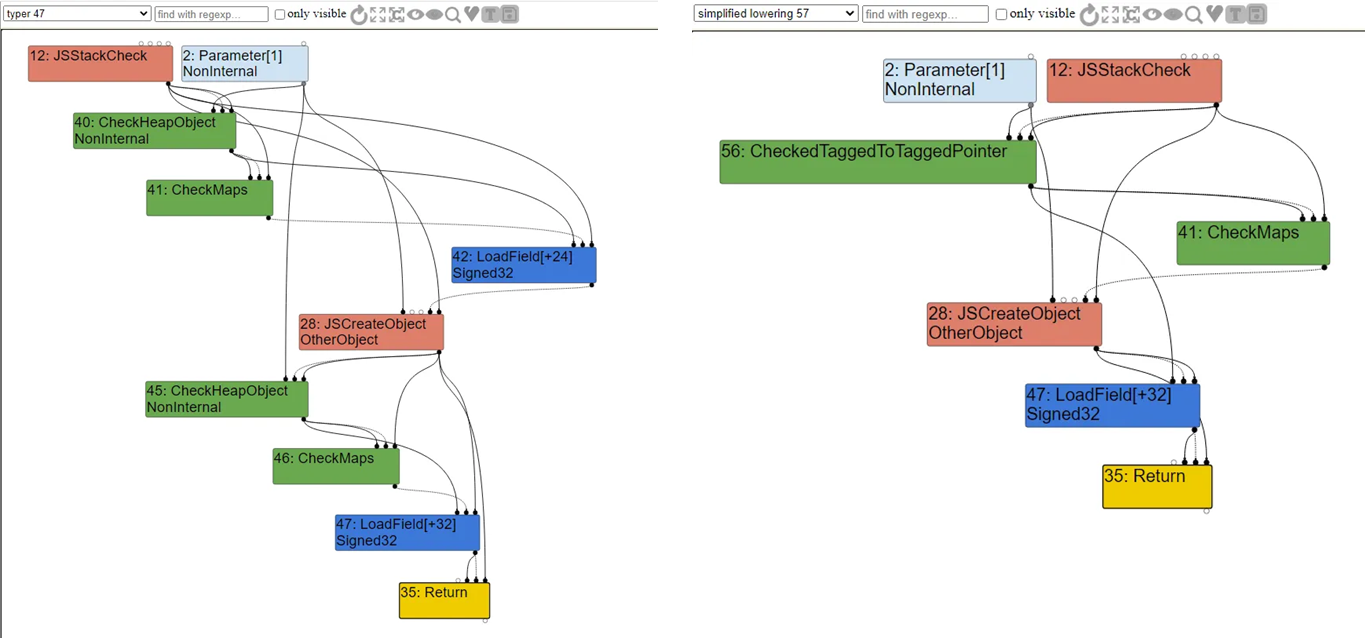 typer 47
find with regexp...
only visible
12: JSStackCheck
2: Parameter[1]
NonInternal
40: CheckHeapObject
NonInternal
41: CheckMaps
42: LoadField[+24]
Signed32
28: JSCreateObject
OtherObject
45: CheckHeapObject
NonInternal
46: CheckMaps
47: LoadField[+32]
Signed32
35: Return
simplified lowering 57
find with regexp...
only visible
2: Parameter[1]
NonInternal
12: JSStackCheck
56: CheckedTaggedToTaggedPointer
41: CheckMaps
28: JSCreateObject
OtherObject
47: LoadField[+32]
Signed32
35: Return